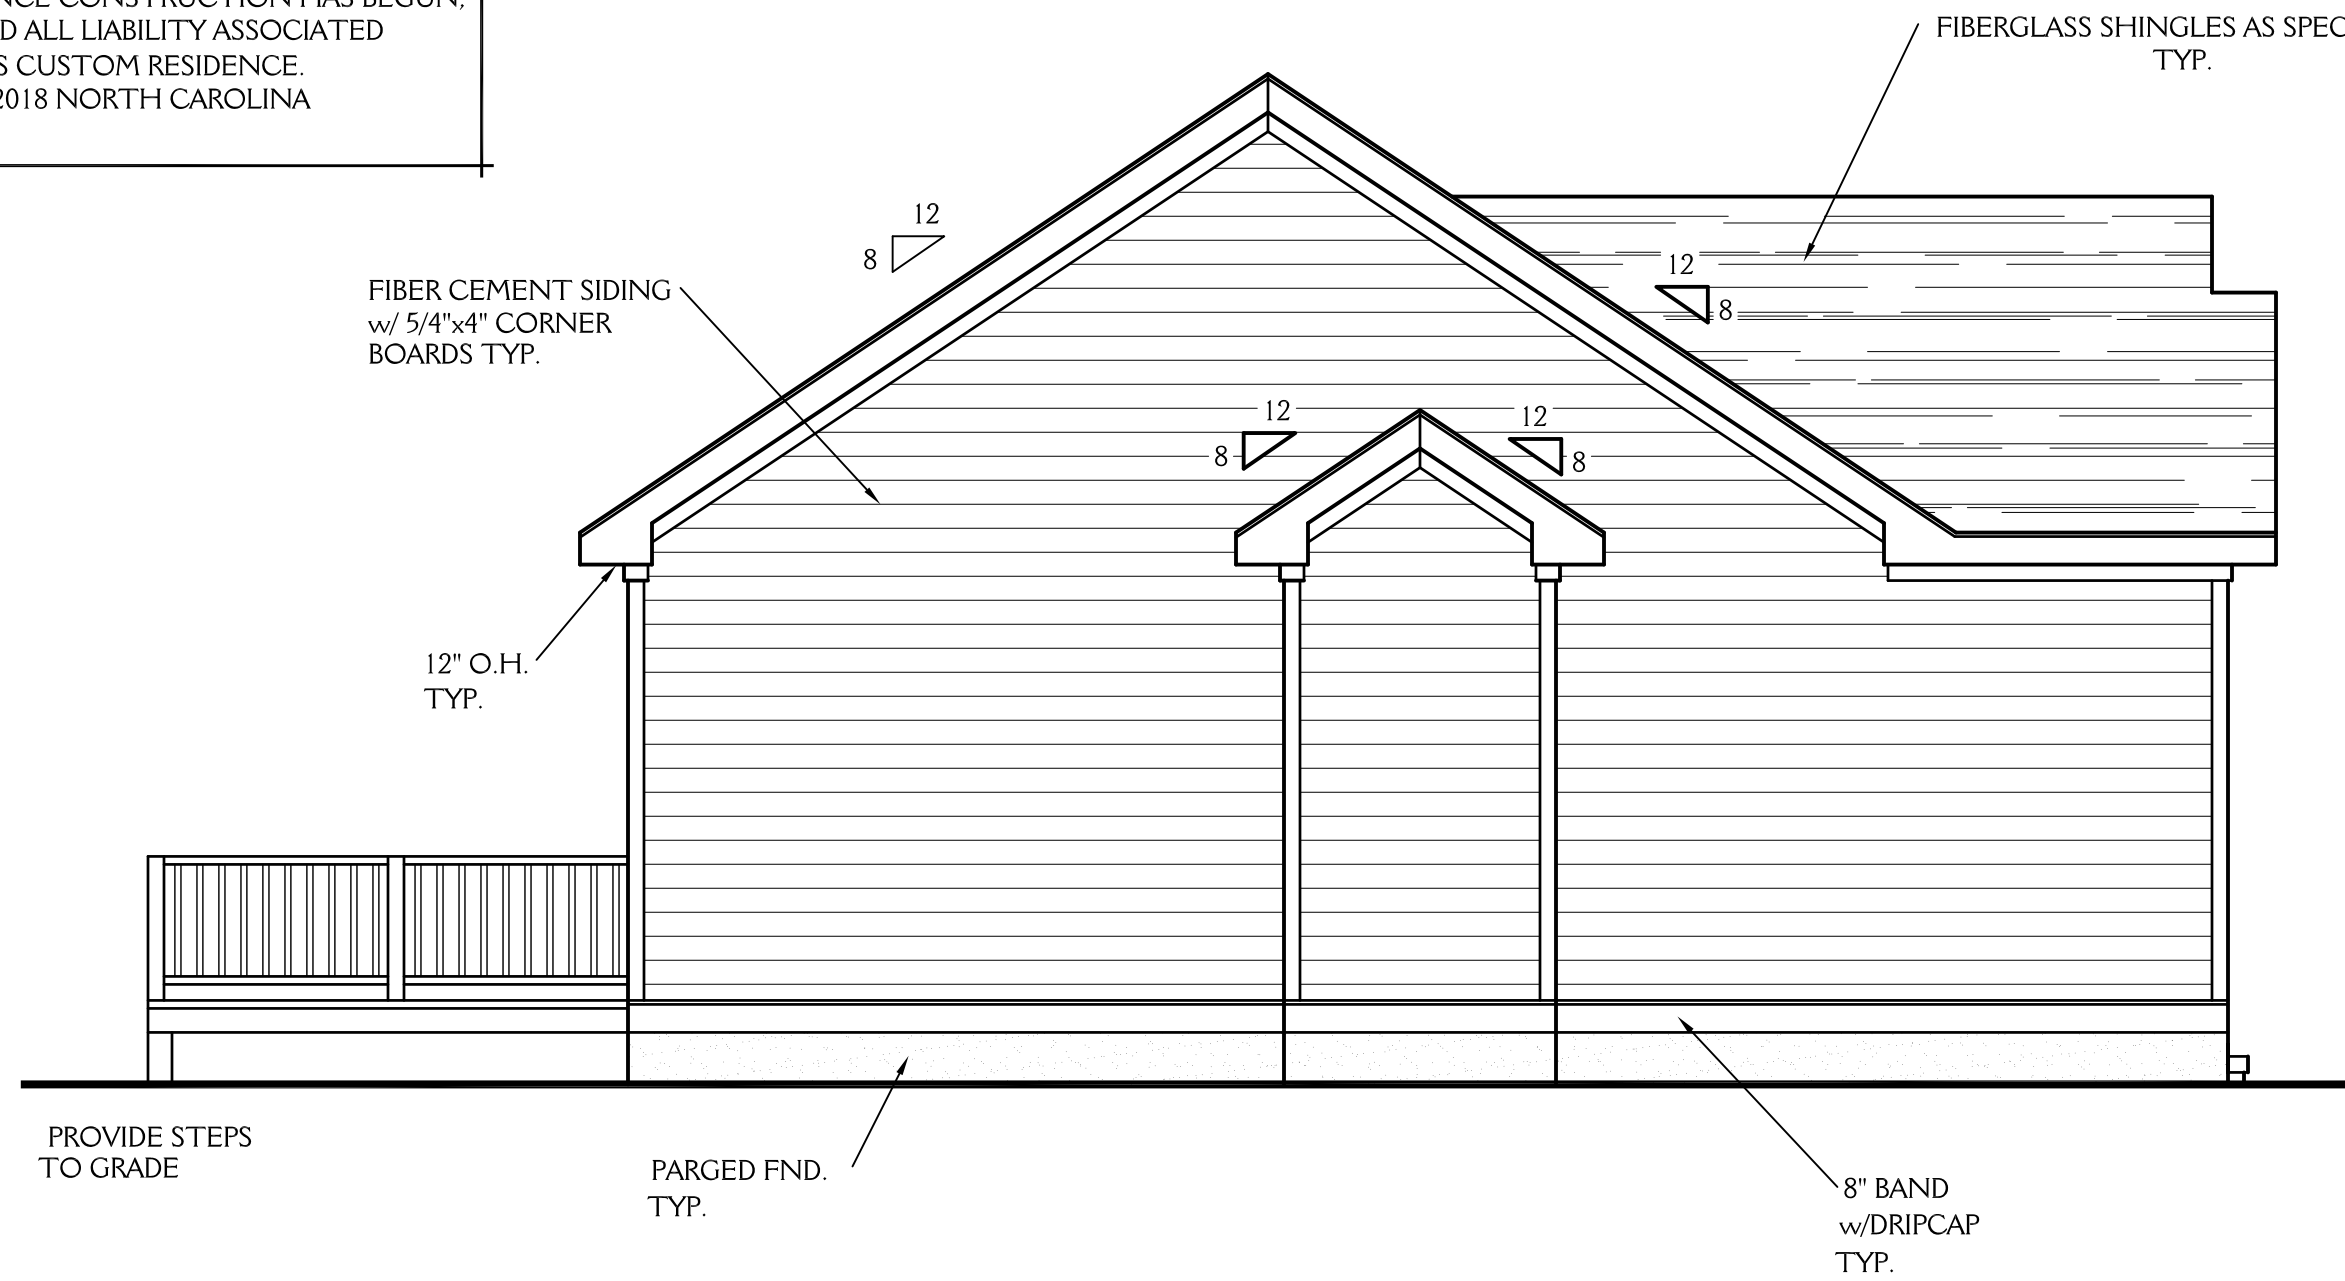 ALL LIABILITY ASSOCIATED
CUSTOM RESIDENCE.
2018 NORTH CAROLINA
FIBERGLASS SHINGLES AS
TYP.
12
8
12
8
FIBER CEMENT SIDING
w/ 5/4"x4" CORNER
BOARDS TYP.
12
8
12
8
12" O.H.
TYP.
PROVIDE STEPS
TO GRADE
PARGED FND.
TYP.
8" BAND
w/DRIPCAP
TYP.